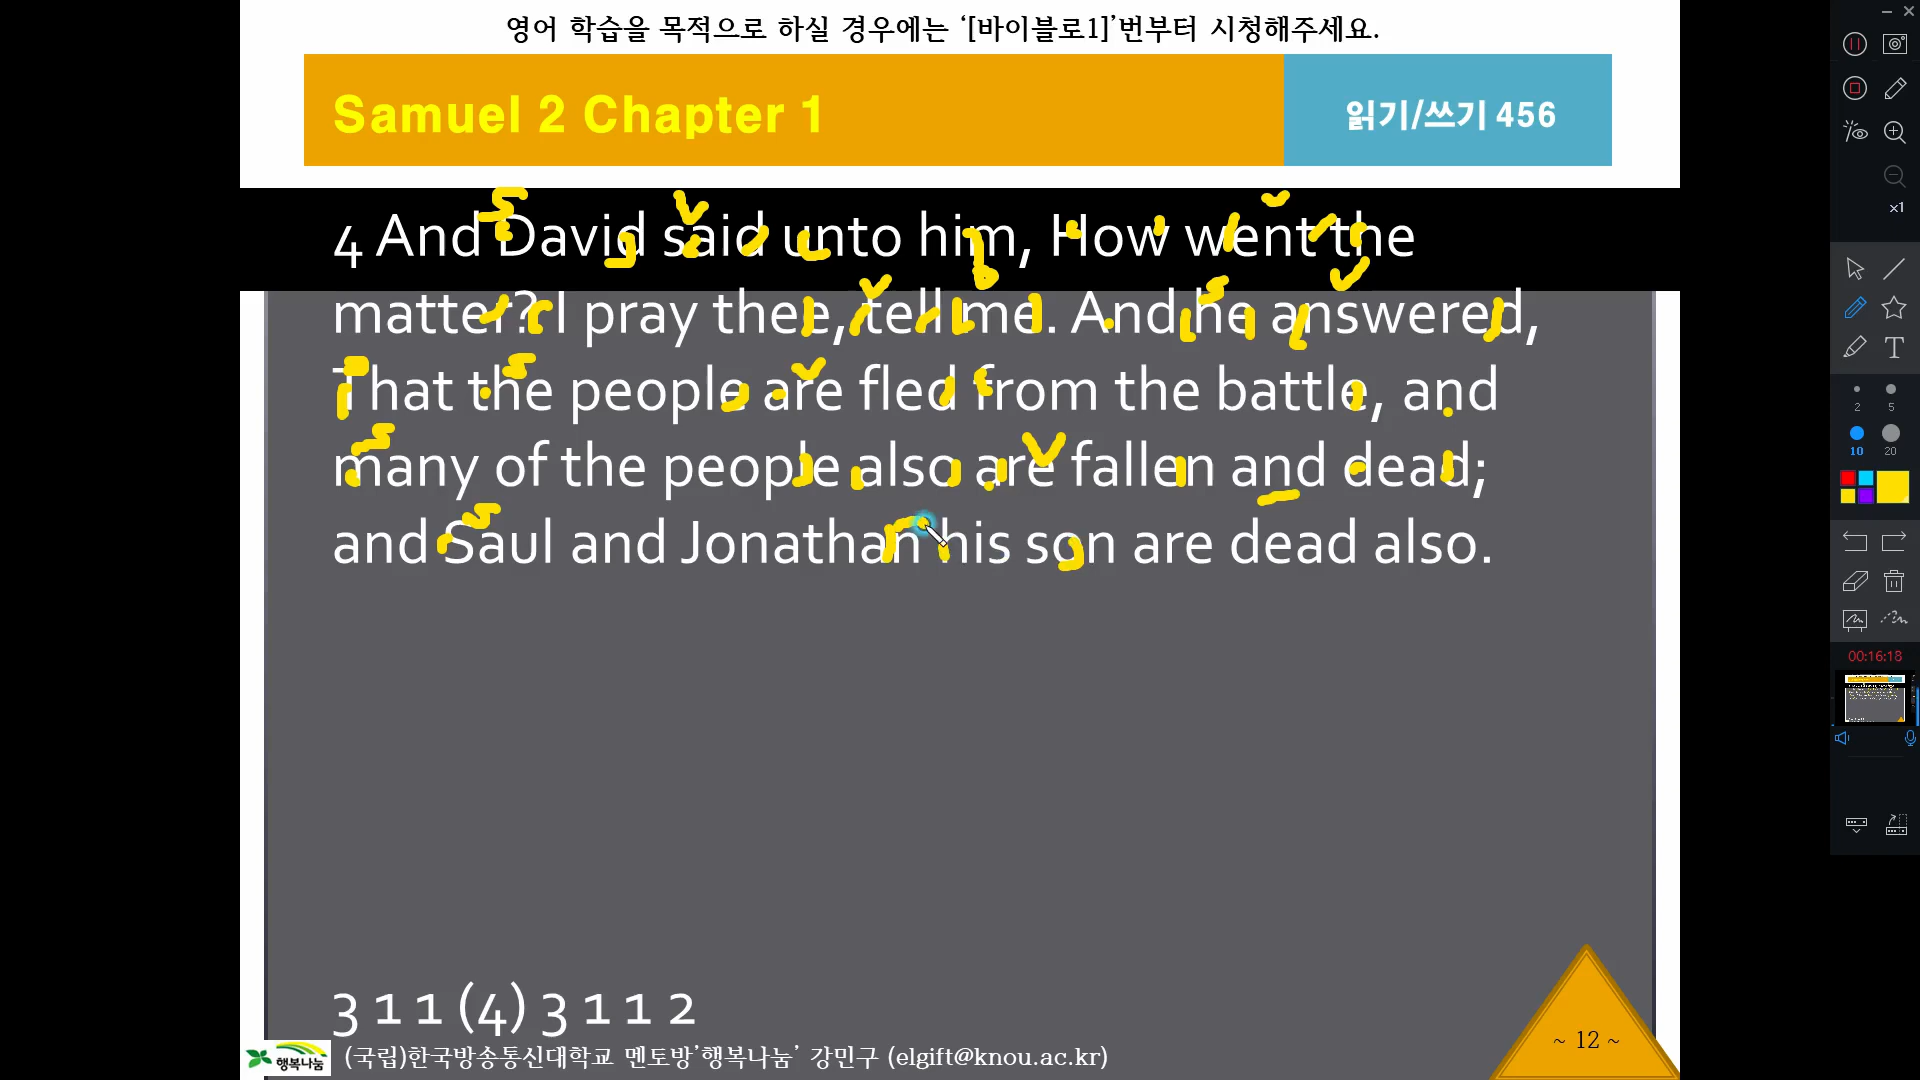 영어 학습을 목적으로 하실 경우에는 ‘[바이블로1]’번부터 시청해주세요.
Samuel 2 Chapter 1
읽기/쓰기 456
4 And David said unto him, How went the
matter? I pray thee, tell me. And he answered,
That the people are fled from the battle, and
many of the people also are fallen and dead;
and Saul and Jonathan his son are dead also.
3 1 1 (4) 3 1 1 2
행복나눔
(국립)한국방송통신대학교 멘토방’행복나눔’ 강민구 (elgift@knou.ac.kr)
~ 12 ~
x1
T
2 5
10 20
00:16:18